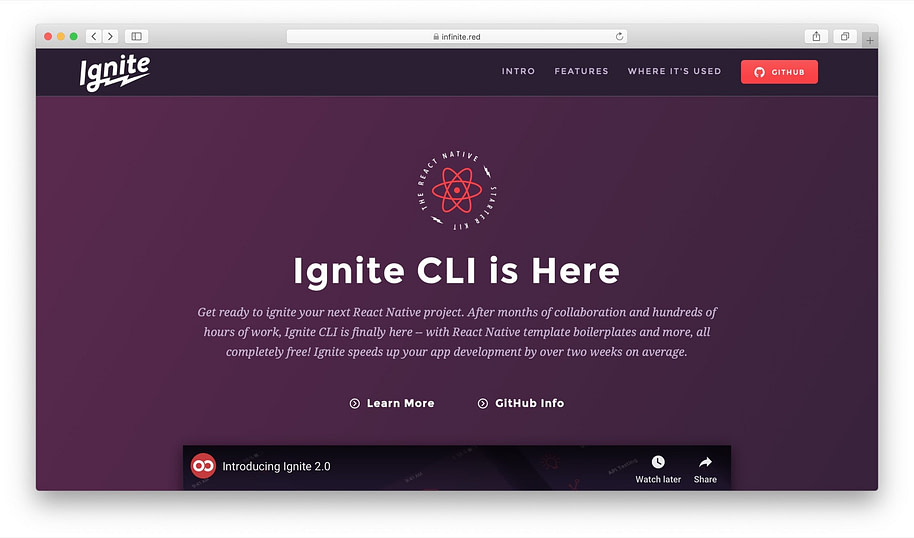 infinite.red
Ignite
INTRO
FEATURES
WHERE IT'S USED
GITHUB
THE REACT NATIVE
STARTER KIT
Ignite CLI is Here
Get ready to ignite your next React Native project. After months of collaboration and hundreds of
hours of work, Ignite CLI is finally here -- with React Native template boilerplates and more, all
completely free! Ignite speeds up your app development by over two weeks on average.
Learn More
GitHub Info
Introducing Ignite 2.0
Watch later
Share
API Testing